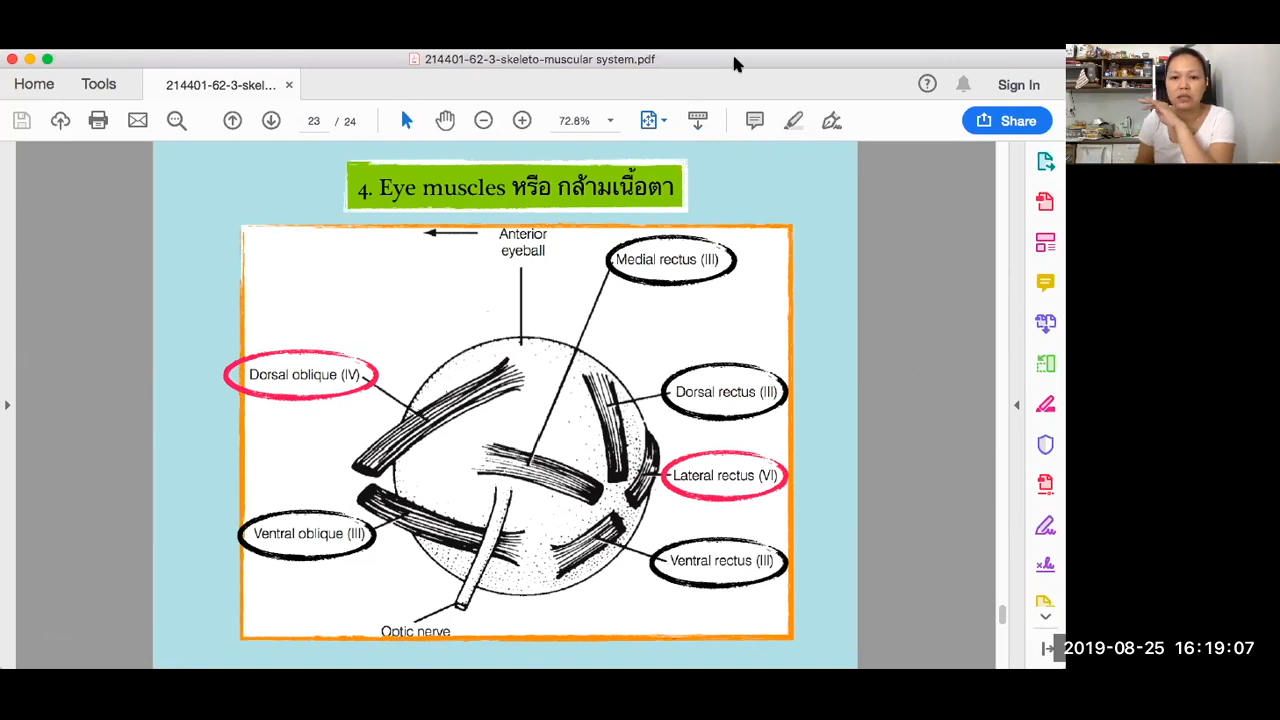 214401-62-3-skeleto-muscular system.pdf
Home
Tools
214401-62-3-skel...
Sign In
23 / 24
72.8%
Share
4. Eye muscles หรือ กล้ามเนื้อตา
Anterior
eyeball
Medial rectus (III)
Dorsal oblique (IV)
Dorsal rectus (III)
Lateral rectus (VI)
Ventral oblique (III)
Ventral rectus (III)
Optic nerve
2019-08-25 16:19:07